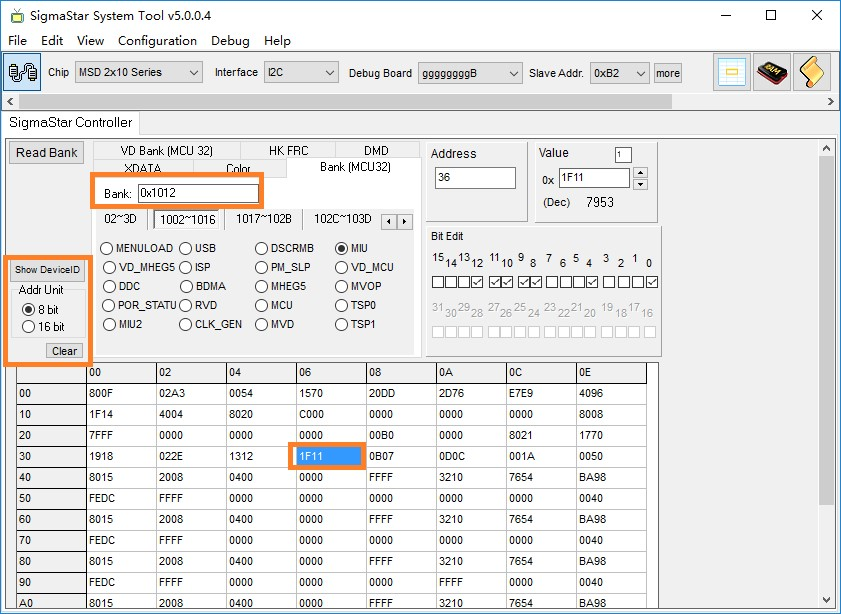 SigmaStar System Tool v5.0.0.4
File Edit View Configuration Debug Help
Chip MSD 2x10 Series Interface I2C Debug Board ggggggggB Slave Addr. 0xB2 more
SigmaStar Controller
Read Bank
VD Bank (MCU 32) HK FRC DMD
XDATA Color Bank (MCU32)
Bank: 0x1012
02~3D 1002~1016 1017~102B 102C~103D
MENULOAD USB DSCRMB MIU
VD_MHEG5 ISP PM_SLP VD_MCU
DDC BDMA MHEG5 MVOP
POR_STATU RVD MCU TSP0
MIU2 CLK_GEN MVD TSP1
Show DeviceID
Addr Unit
8 bit
16 bit
Clear
Address
36
Value 1
0x 1F11
(Dec) 7953
Bit Edit
15 14 13 12 11 10 9 8 7 6 5 4 3 2 1 0
31 30 29 28 27 26 25 24 23 22 21 20 19 18 17 16
00 02 04 06 08 0A 0C 0E
00 800F 02A3 0054 1570 20DD 2D76 E7E9 4096
10 1F14 4004 8020 C000 0000 0000 0000 8008
20 7FFF 0000 0000 0000 00B0 0000 8021 1770
30 1918 022E 1312 1F11 0B07 0D0C 001A 0050
40 8015 2008 0400 0000 FFFF 3210 7654 BA98
50 FEDC FFFF 0000 0000 0000 0000 0000 0040
60 8015 2008 0400 0000 FFFF 3210 7654 BA98
70 FEDC FFFF 0000 0000 0000 0000 0000 0040
80 8015 2008 0400 0000 FFFF 3210 7654 BA98
90 FEDC FFFF 0000 0000 0000 FFFF 0000 0040
A0 8015 2008 0400 0000 FFFF 3210 7654 BA98